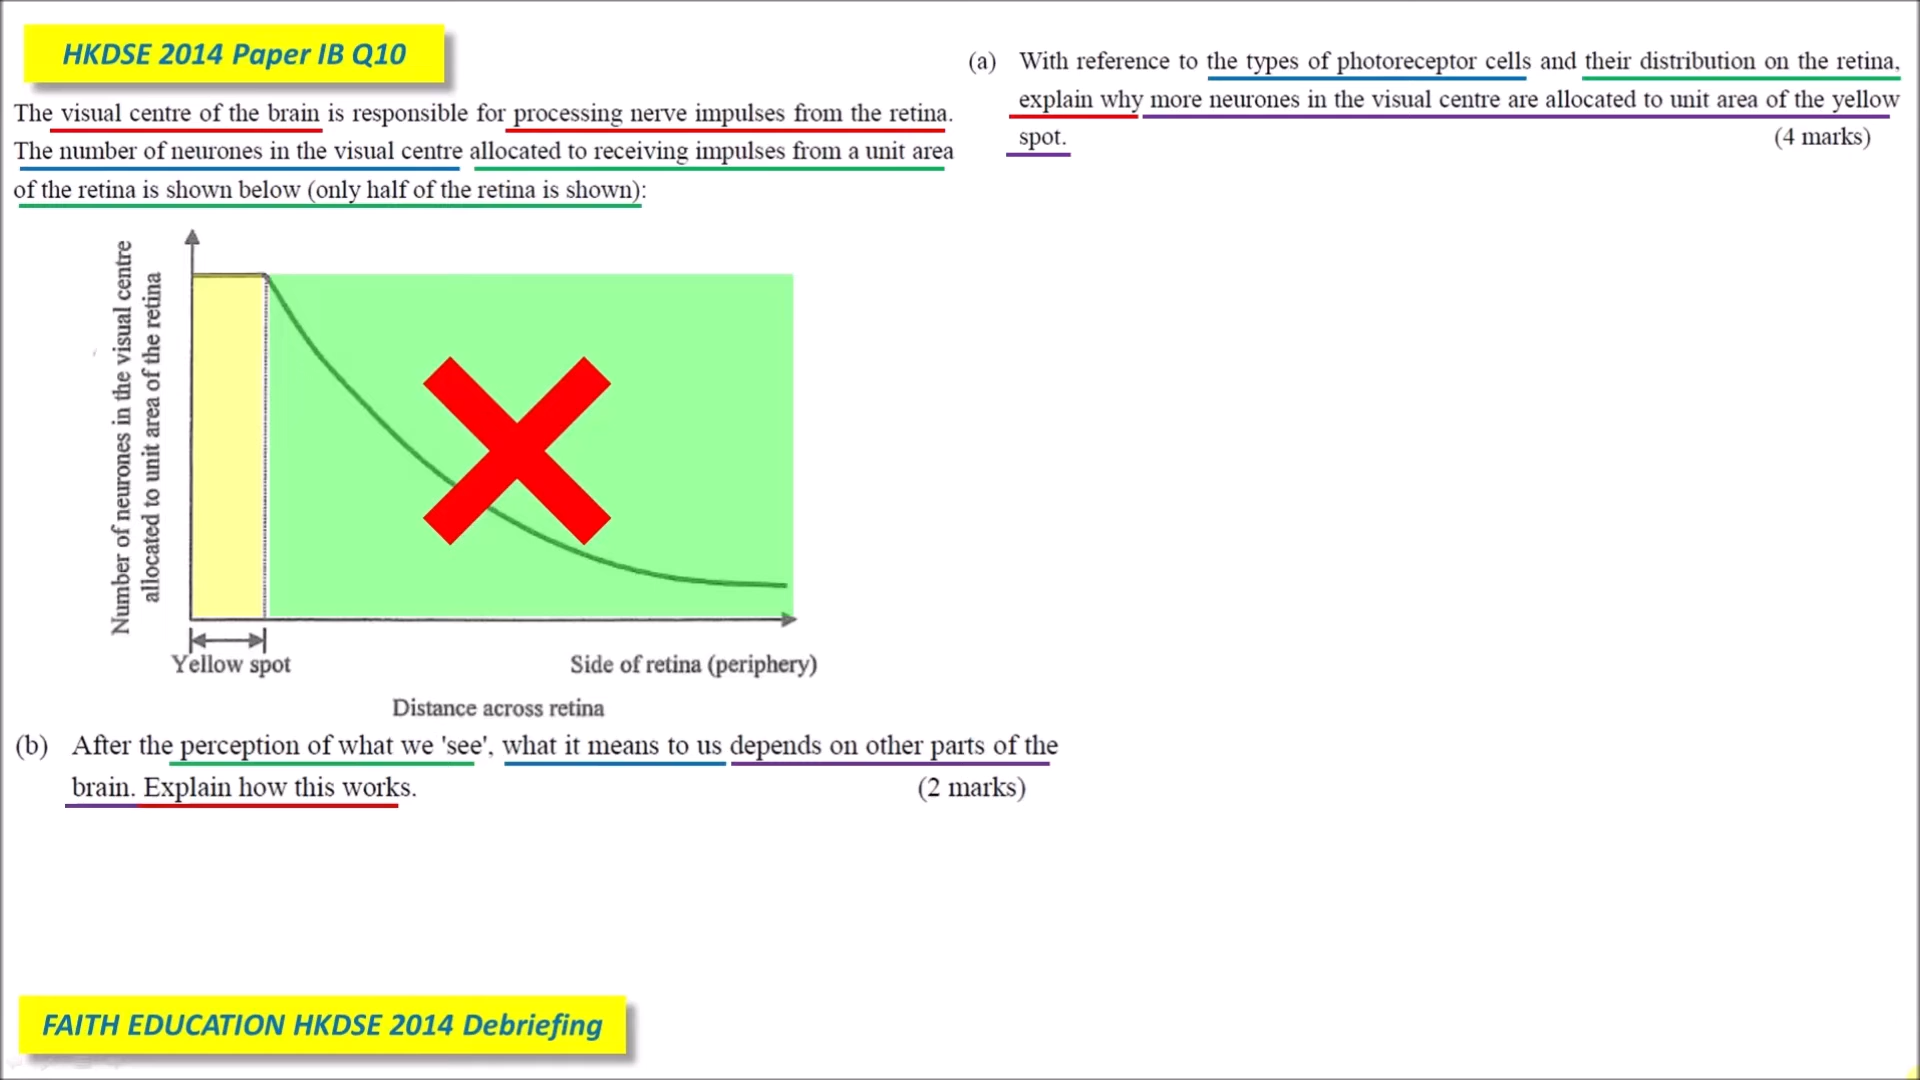 HKDSE 2014 Paper IB Q10
The visual centre of the brain is responsible for processing nerve impulses from the retina.
The number of neurones in the visual centre allocated to receiving impulses from a unit area
of the retina is shown below (only half of the retina is shown):
(a) With reference to the types of photoreceptor cells and their distribution on the retina,
explain why more neurones in the visual centre are allocated to unit area of the yellow
spot. (4 marks)
Number of neurones in the visual centre
allocated to unit area of the retina
Yellow spot
Side of retina (periphery)
Distance across retina
(b) After the perception of what we 'see', what it means to us depends on other parts of the
brain. Explain how this works. (2 marks)
FAITH EDUCATION HKDSE 2014 Debriefing